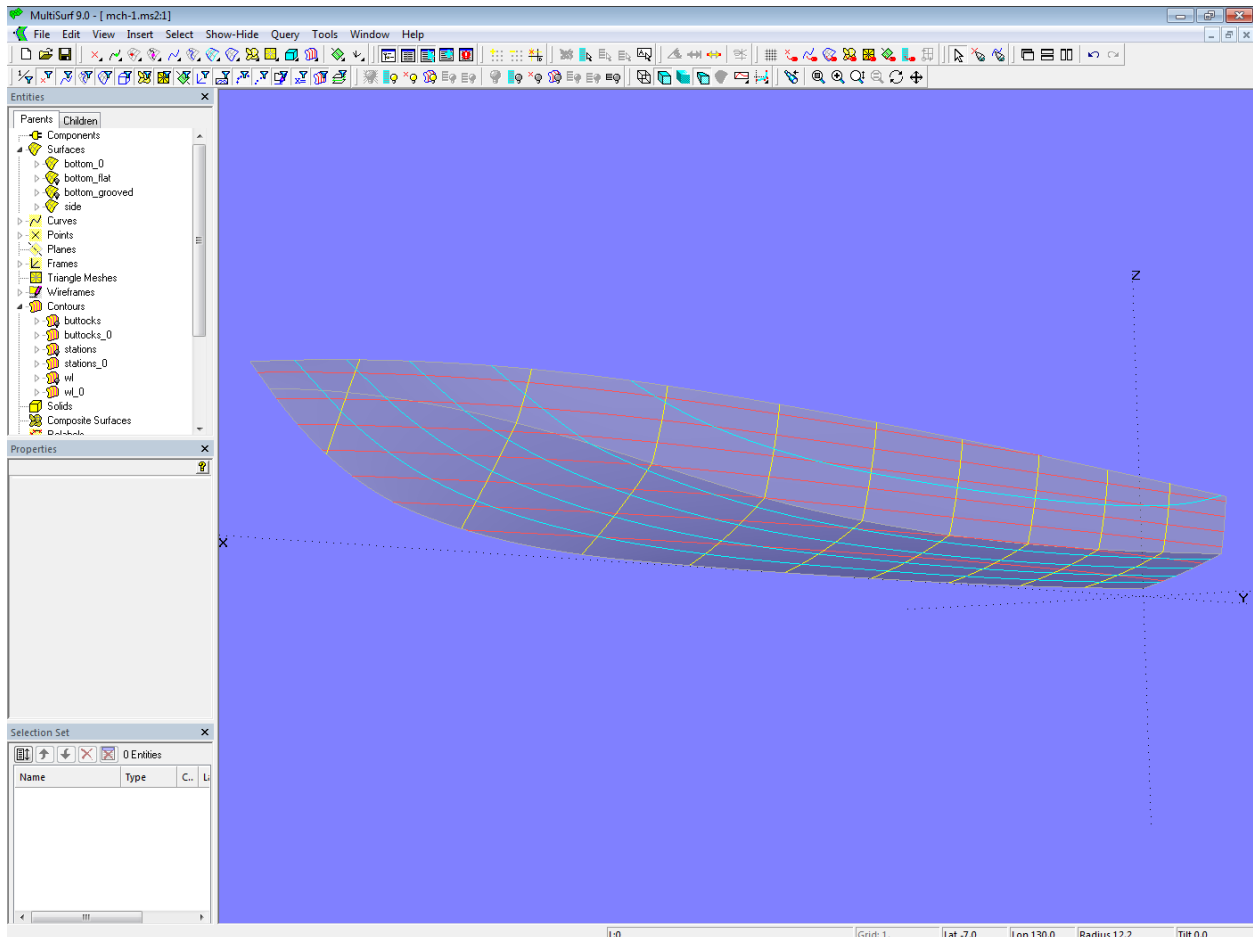 MultiSurf 9.0 - [ mch-1.ms2:1]
File Edit View Insert Select Show-Hide Query Tools Window Help
Entities
Parents Children
Components
Surfaces
bottom_0
bottom_flat
bottom_grooved
side
Curves
Points
Planes
Frames
Triangle Meshes
Wireframes
Contours
buttocks
buttocks_0
stations
stations_0
wl
wl_0
Solids
Composite Surfaces
Properties
Z
X
Y
Selection Set
0 Entities
Name Type C..
L:0 Grid: 1. Lat -7.0 Lon 130.0 Radius 12.2 Tilt 0.0